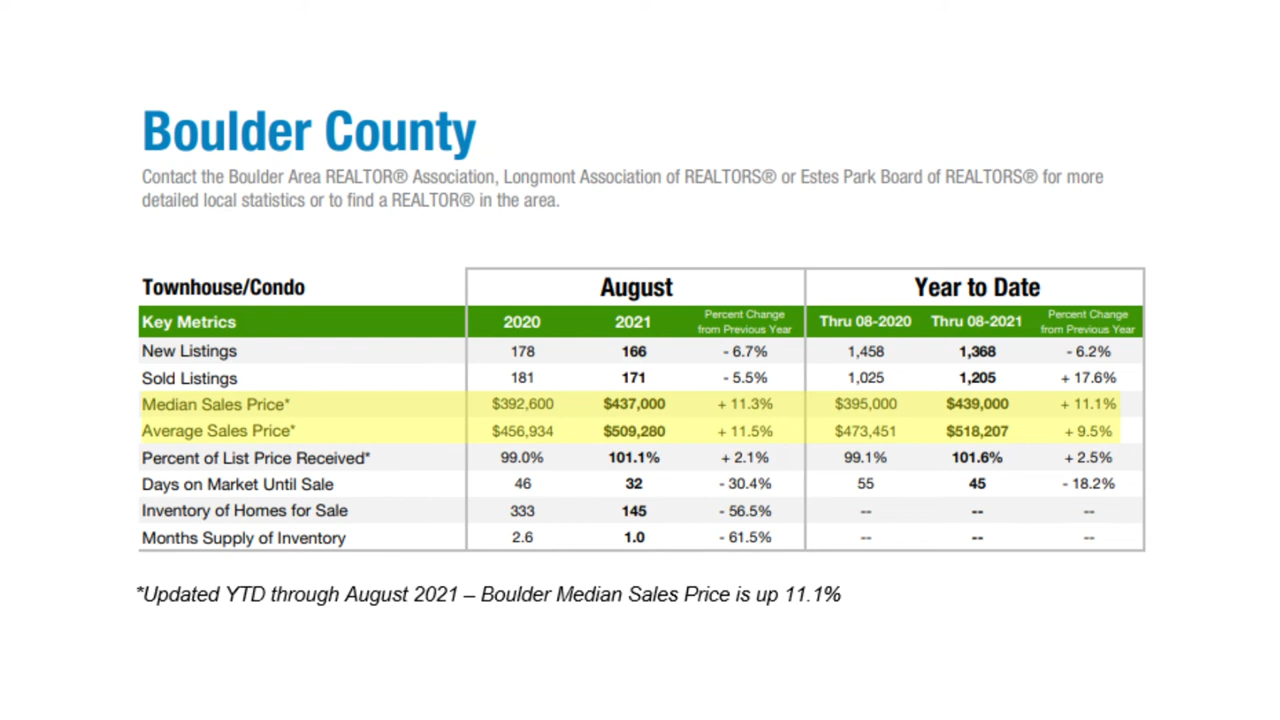 Boulder County
Contact the Boulder Area REALTOR® Association, Longmont Association of REALTORS® or Estes Park Board of REALTORS® for more
detailed local statistics or to find a REALTOR® in the area.
Townhouse/Condo August Year to Date
Key Metrics 2020 2021 Percent Change from Previous Year Thru 08-2020 Thru 08-2021 Percent Change from Previous Year
New Listings 178 166 - 6.7% 1,458 1,368 - 6.2%
Sold Listings 181 171 - 5.5% 1,025 1,205 + 17.6%
Median Sales Price* $392,600 $437,000 + 11.3% $395,000 $439,000 + 11.1%
Average Sales Price* $456,934 $509,280 + 11.5% $473,451 $518,207 + 9.5%
Percent of List Price Received* 99.0% 101.1% + 2.1% 99.1% 101.6% + 2.5%
Days on Market Until Sale 46 32 - 30.4% 55 45 - 18.2%
Inventory of Homes for Sale 333 145 - 56.5% -- -- --
Months Supply of Inventory 2.6 1.0 - 61.5% -- -- --
*Updated YTD through August 2021 – Boulder Median Sales Price is up 11.1%